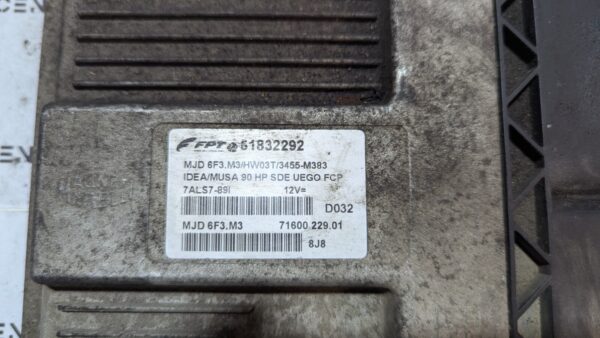 FPT 51832292
MJD 6F3.M3/HW03T/3455-M383
IDEA/MUSA 90 HP SDE UEGO FCP
7ALS7-89I 12V=
D032
MJD 6F3.M3 71600.229.01
8J8